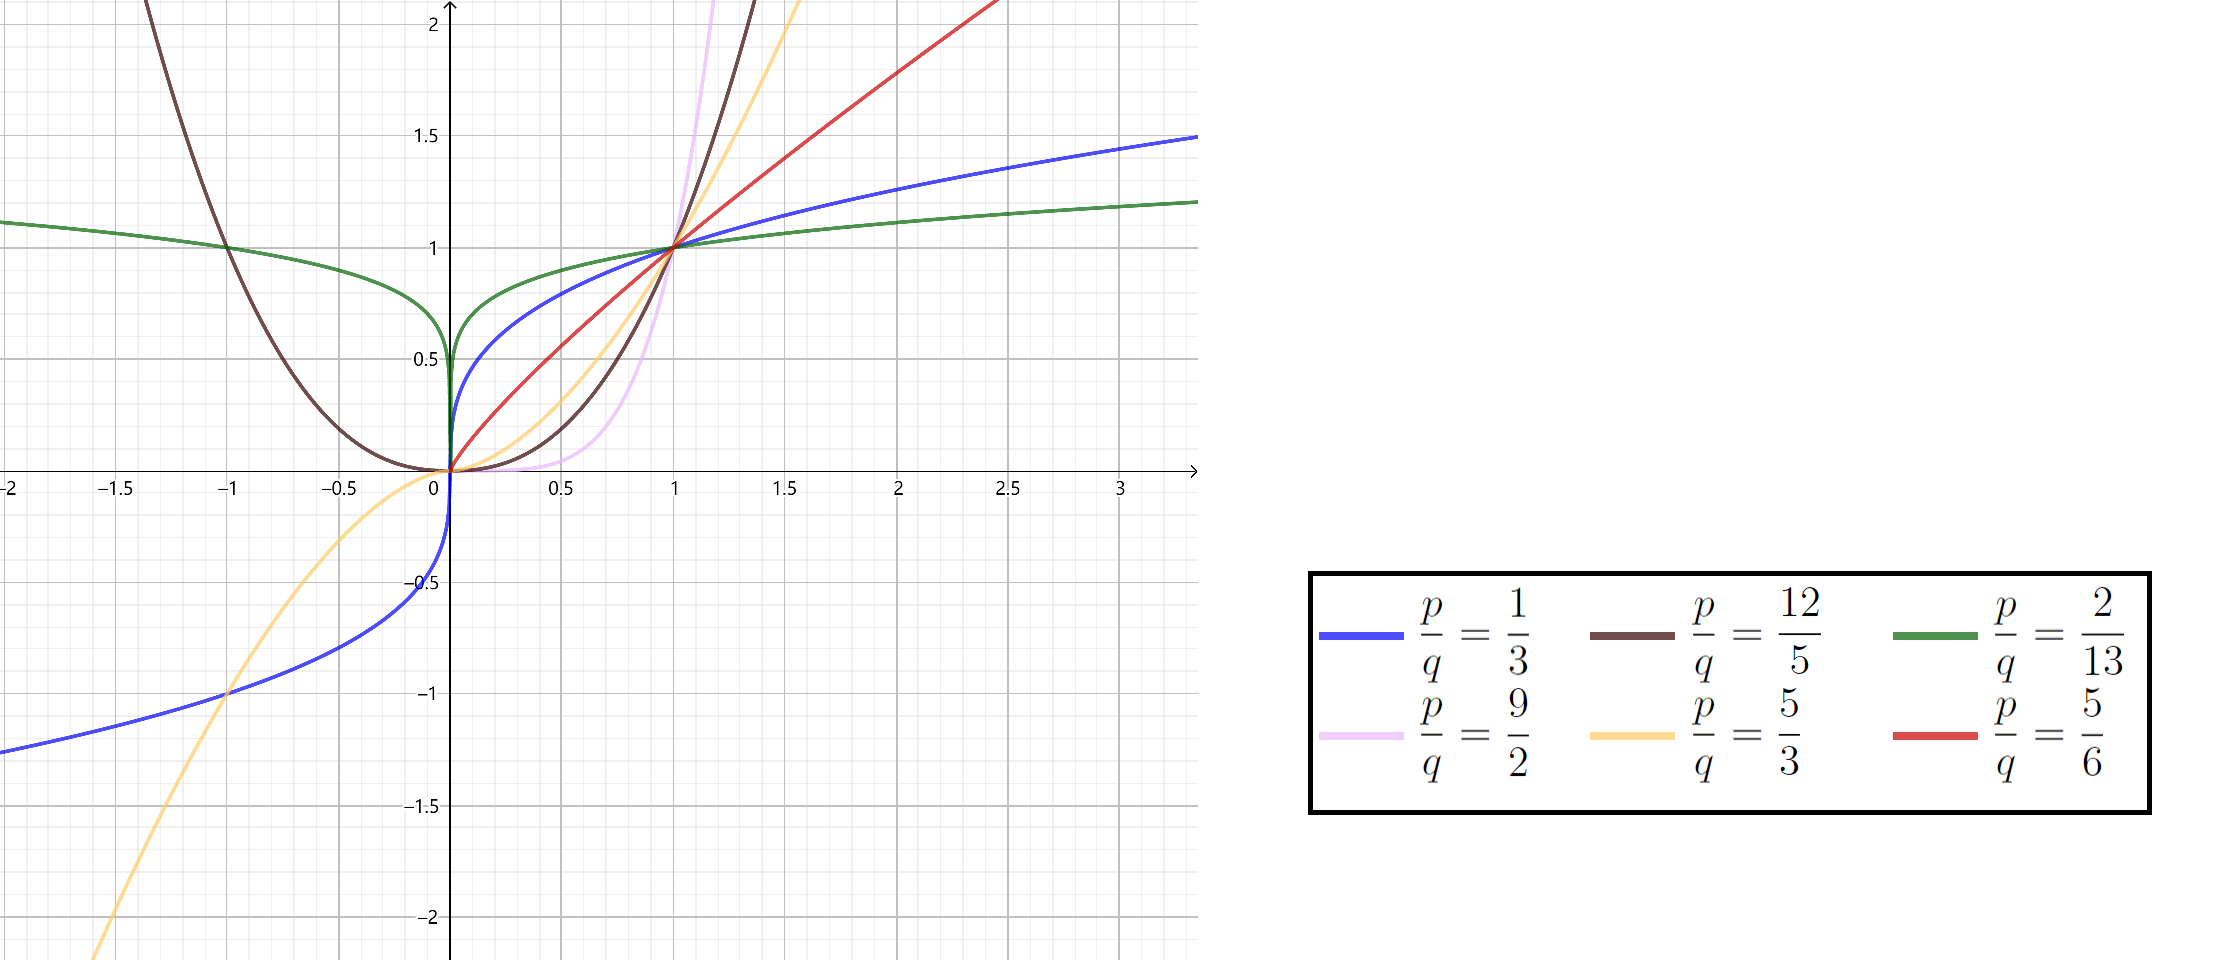 2
1.5
1
0.5
–2 –1.5 –1 –0.5 0 0.5 1 1.5 2 2.5 3
–0.5
–1
–1.5
–2
p/q = 1/3 p/q = 12/5 p/q = 2/13
p/q = 9/2 p/q = 5/3 p/q = 5/6